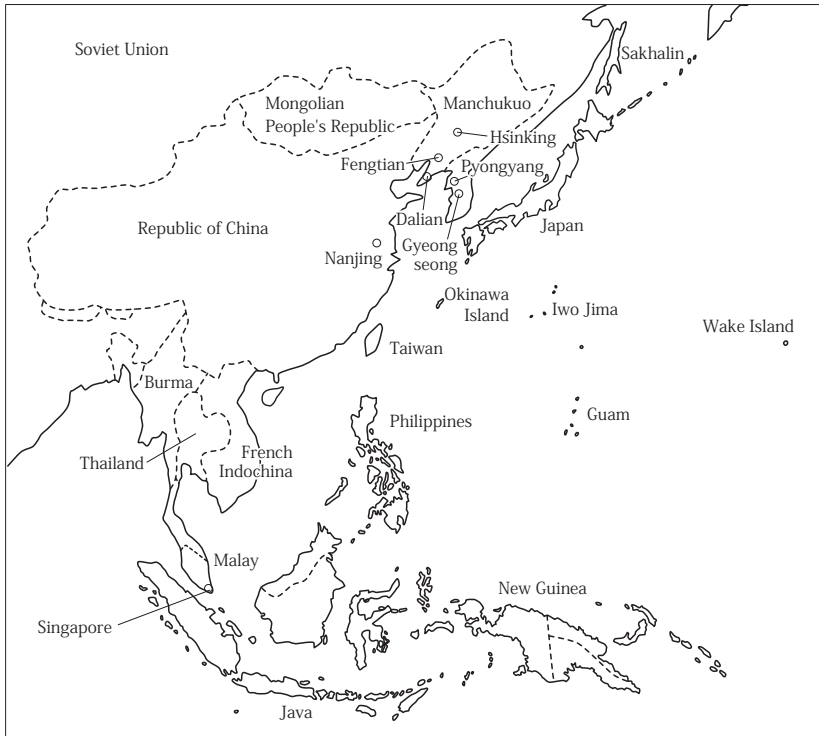 Soviet Union
Sakhalin
Mongolian
People's Republic
Manchukuo
Hsinking
Fengtian
Pyongyang
Republic of China
Dalian
Gyeong
seong
Japan
Nanjing
Okinawa
Island
Iwo Jima
Wake Island
Taiwan
Burma
Philippines
Guam
Thailand
French
Indochina
Malay
New Guinea
Singapore
Java